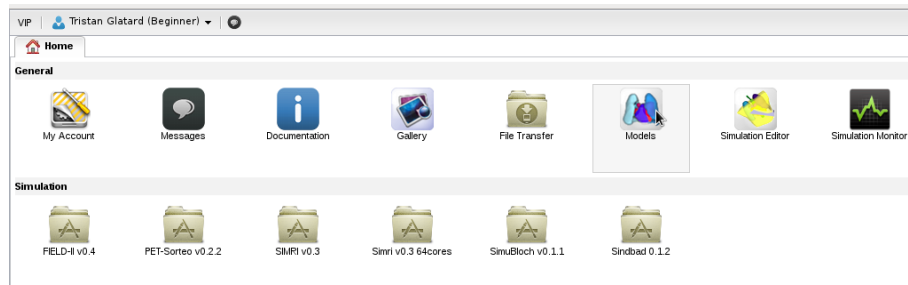 VIP Tristan Glatard (Beginner)
Home
General
My Account Messages Documentation Gallery File Transfer Models Simulation Editor Simulation Monitor
Simulation
FIELD-II v0.4 PET-Sorteo v0.2.2 SIMRI v0.3 Simri v0.3 64cores SimuBloch v0.1.1 Sindbad 0.1.2